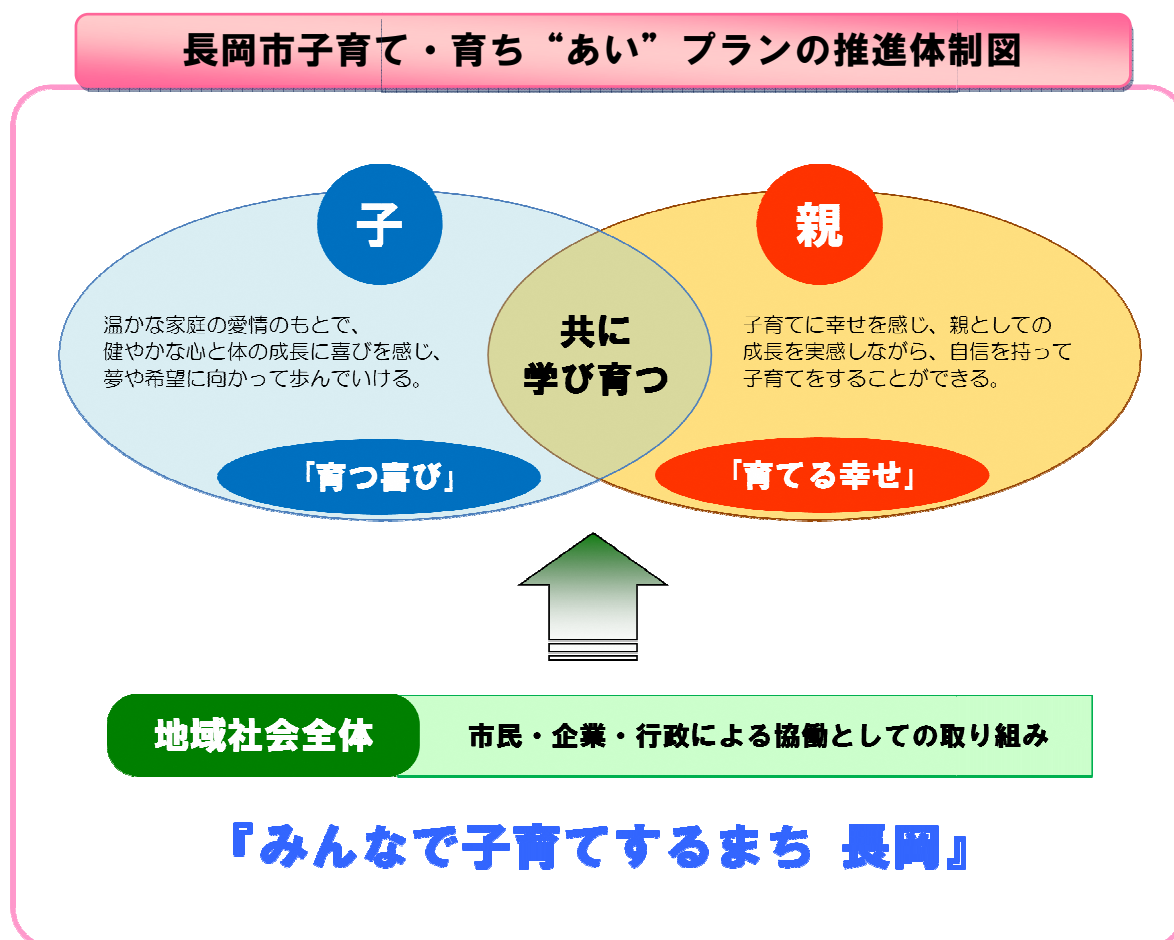 長岡市子育て・育ち“あい”プランの推進体制図
子
親
温かな家庭の愛情のもとで、
健やかな心と体の成長に喜びを感じ、
夢や希望に向かって歩んでいける。
共に
学び育つ
子育てに幸せを感じ、親としての
成長を実感しながら、自信を持って
子育てをすることができる。
「育つ喜び」
「育てる幸せ」
地域社会全体
市民・企業・行政による協働としての取り組み
『みんなで子育てするまち 長岡』